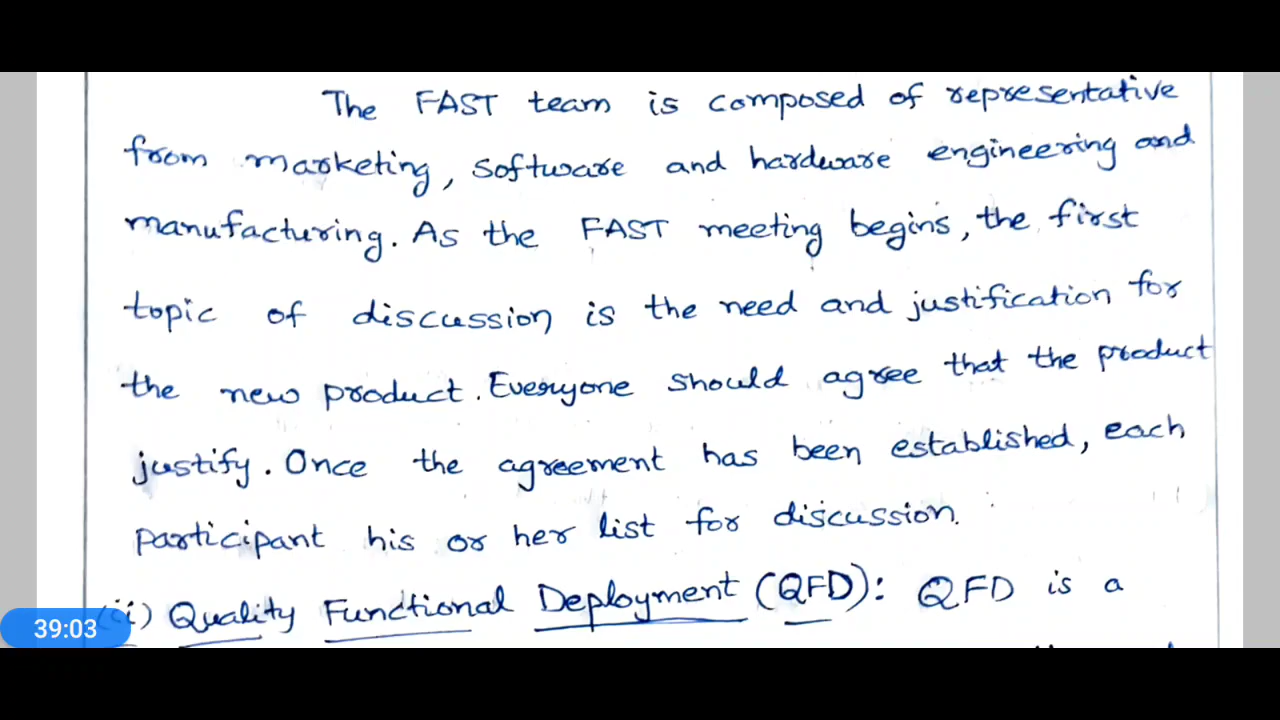 The FAST team is composed of representative
from marketing, software and hardware engineering and
manufacturing. As the FAST meeting begins, the first
topic of discussion is the need and justification for
the new product. Everyone should agree that the product
justify. Once the agreement has been established, each
participant his or her list for discussion.
(ii) Quality Functional Deployment (QFD): QFD is a
39:03